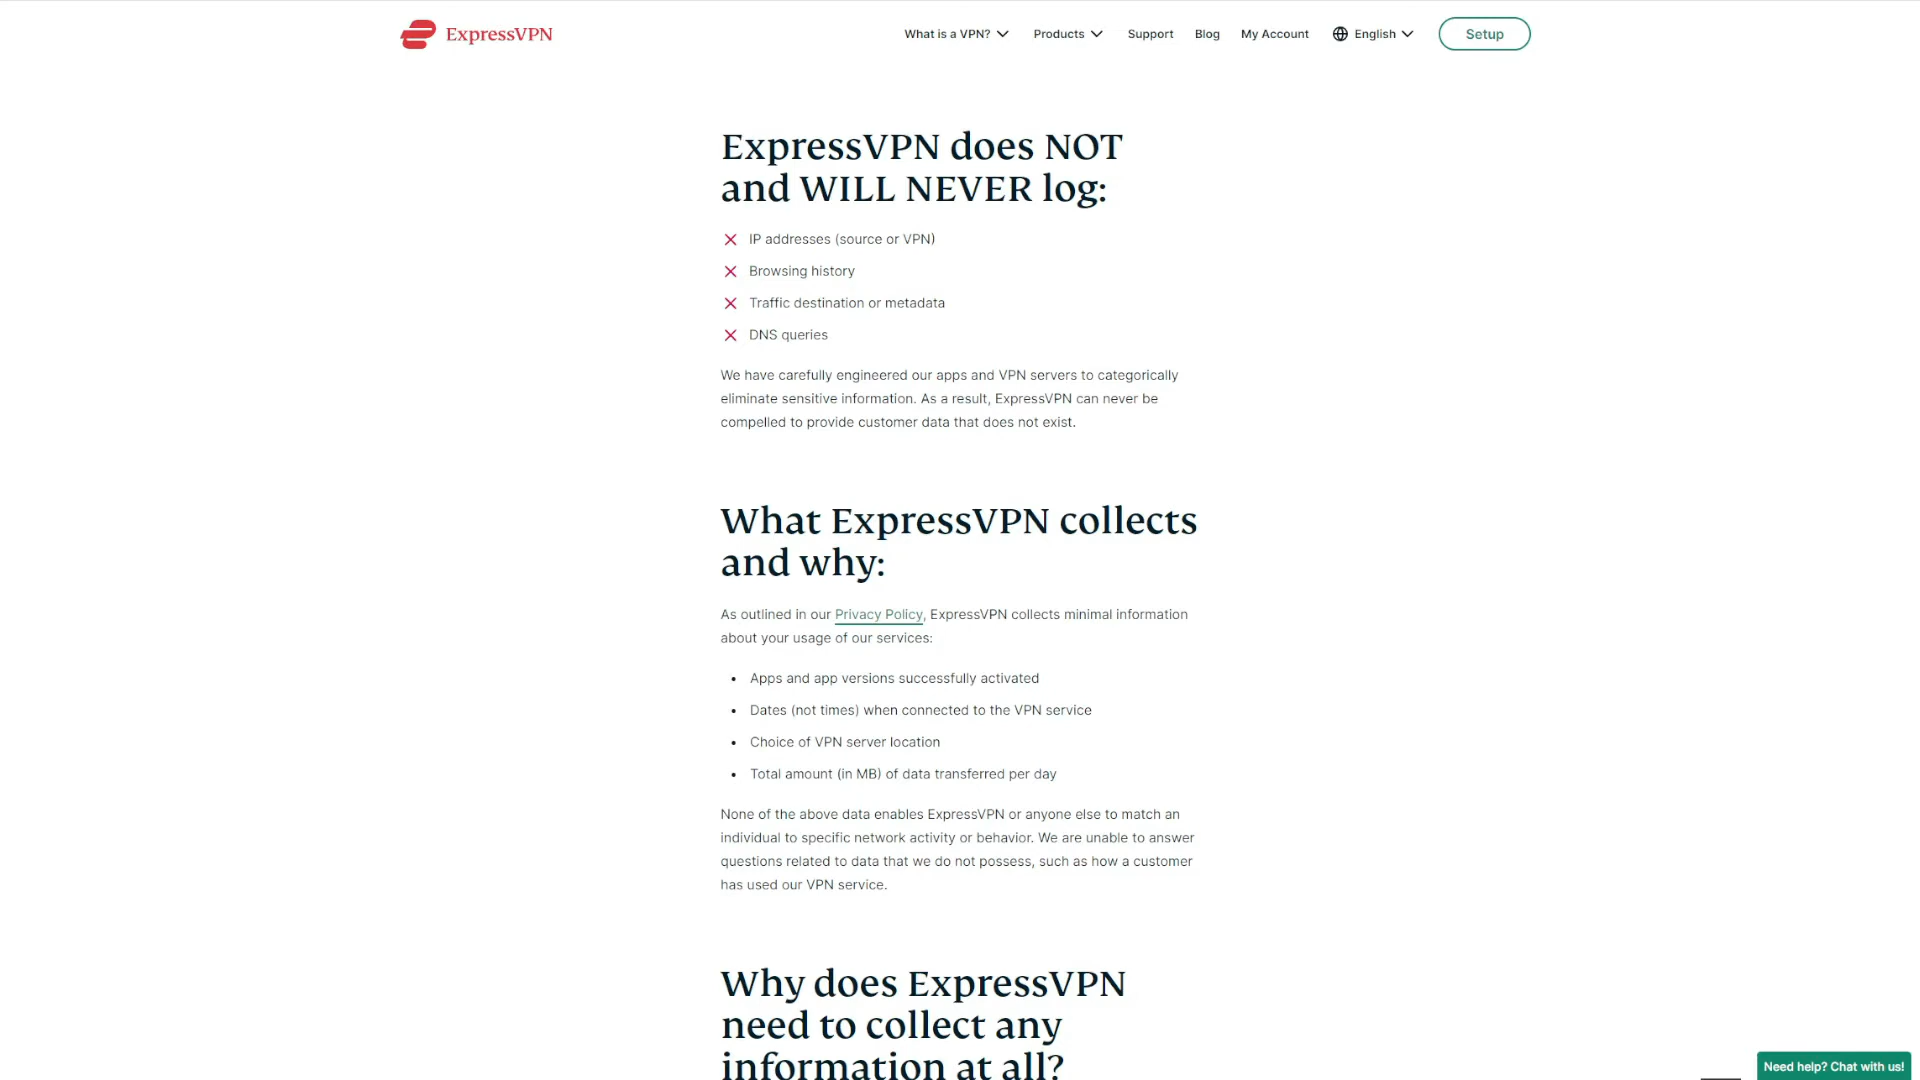 ExpressVPN
What is a VPN?
Products
Support
Blog
My Account
English
Setup
ExpressVPN does NOT
and WILL NEVER log:
IP addresses (source or VPN)
Browsing history
Traffic destination or metadata
DNS queries
We have carefully engineered our apps and VPN servers to categorically
eliminate sensitive information. As a result, ExpressVPN can never be
compelled to provide customer data that does not exist.
What ExpressVPN collects
and why:
As outlined in our Privacy Policy, ExpressVPN collects minimal information
about your usage of our services:
• Apps and app versions successfully activated
• Dates (not times) when connected to the VPN service
• Choice of VPN server location
• Total amount (in MB) of data transferred per day
None of the above data enables ExpressVPN or anyone else to match an
individual to specific network activity or behavior. We are unable to answer
questions related to data that we do not possess, such as how a customer
has used our VPN service.
Why does ExpressVPN
need to collect any
information at all?
Need help? Chat with us!